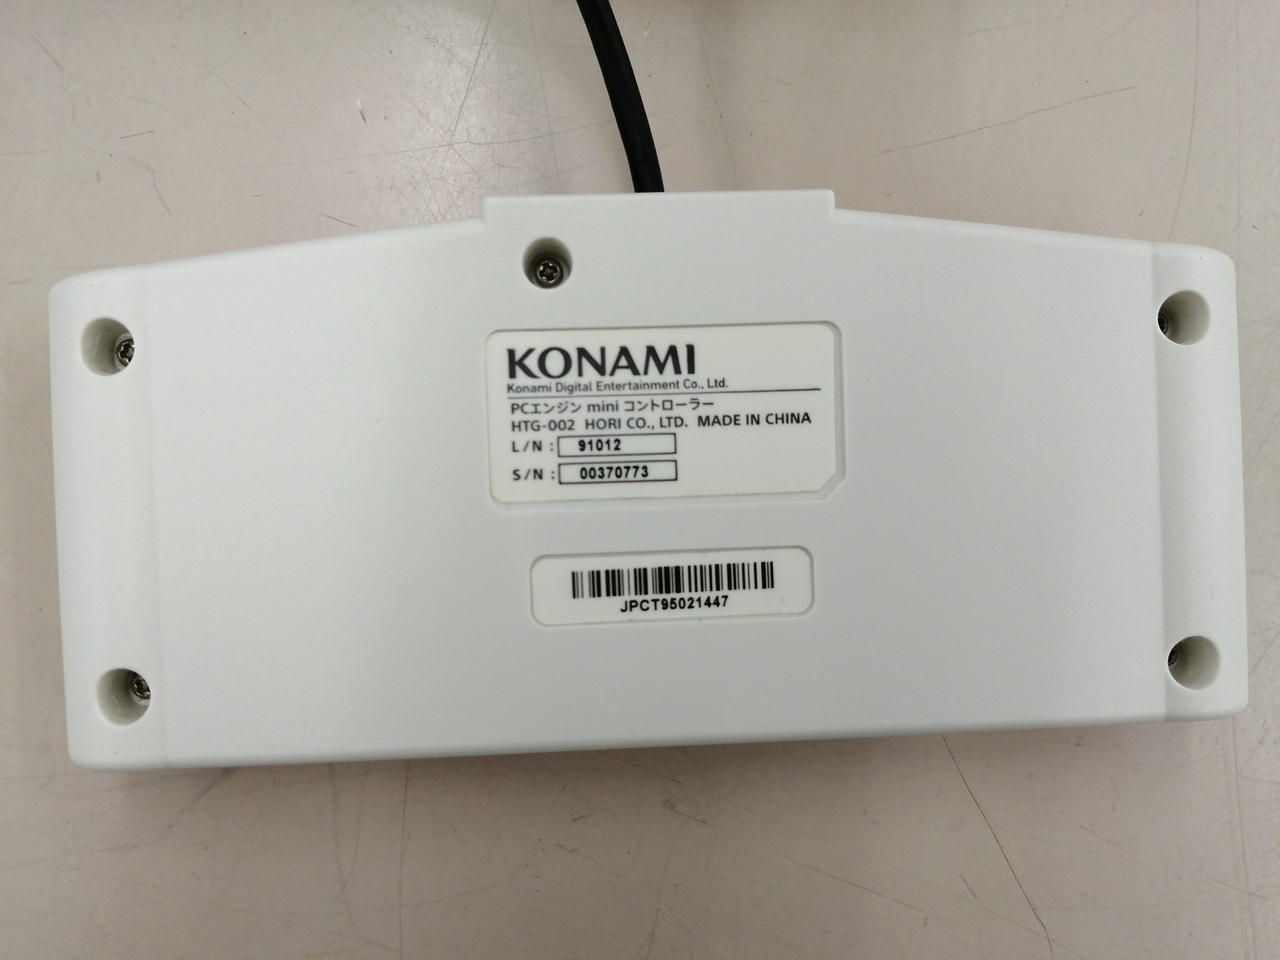 KONAMI
Konami Digital Entertainment Co., Ltd.
PCエンジン mini コントローラー
HTG-002 HORI CO., LTD. MADE IN CHINA
L/N : 91012
S/N : 00370773
JPCT95021447